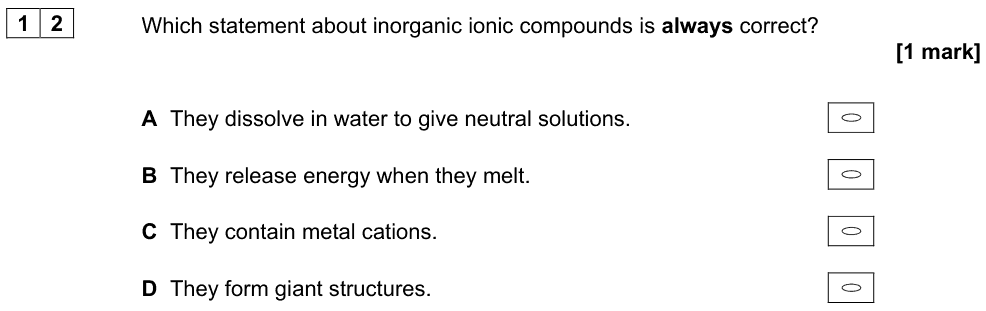 1 2 Which statement about inorganic ionic compounds is always correct?
[1 mark]
A They dissolve in water to give neutral solutions.
B They release energy when they melt.
C They contain metal cations.
D They form giant structures.